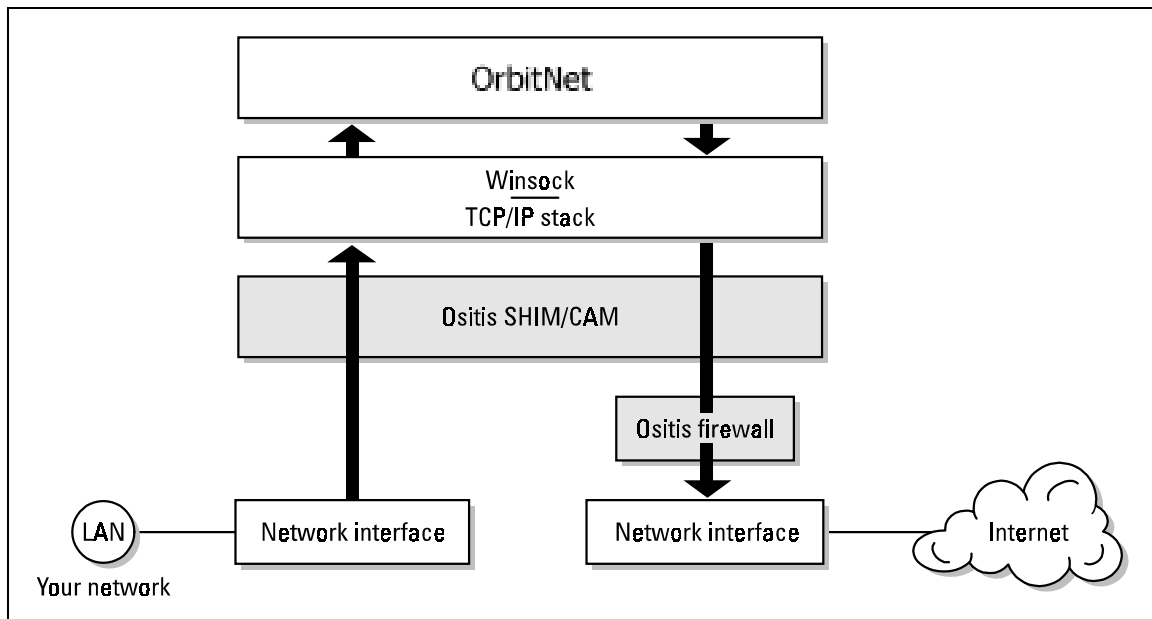 OrbitNet
Winsock
TCP/IP stack
Ositis SHIM/CAM
Ositis firewall
LAN
Network interface
Network interface
Internet
Your network